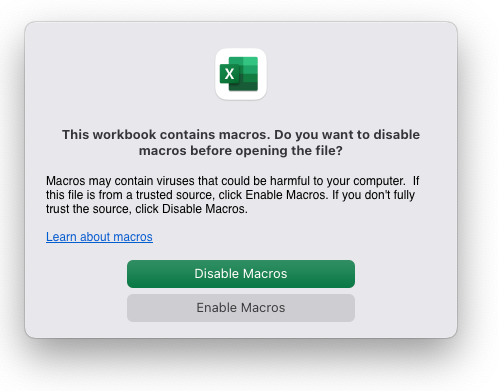 X
This workbook contains macros. Do you want to disable
macros before opening the file?
Macros may contain viruses that could be harmful to your computer.  If
this file is from a trusted source, click Enable Macros. If you don't fully
trust the source, click Disable Macros.
Learn about macros
Disable Macros
Enable Macros